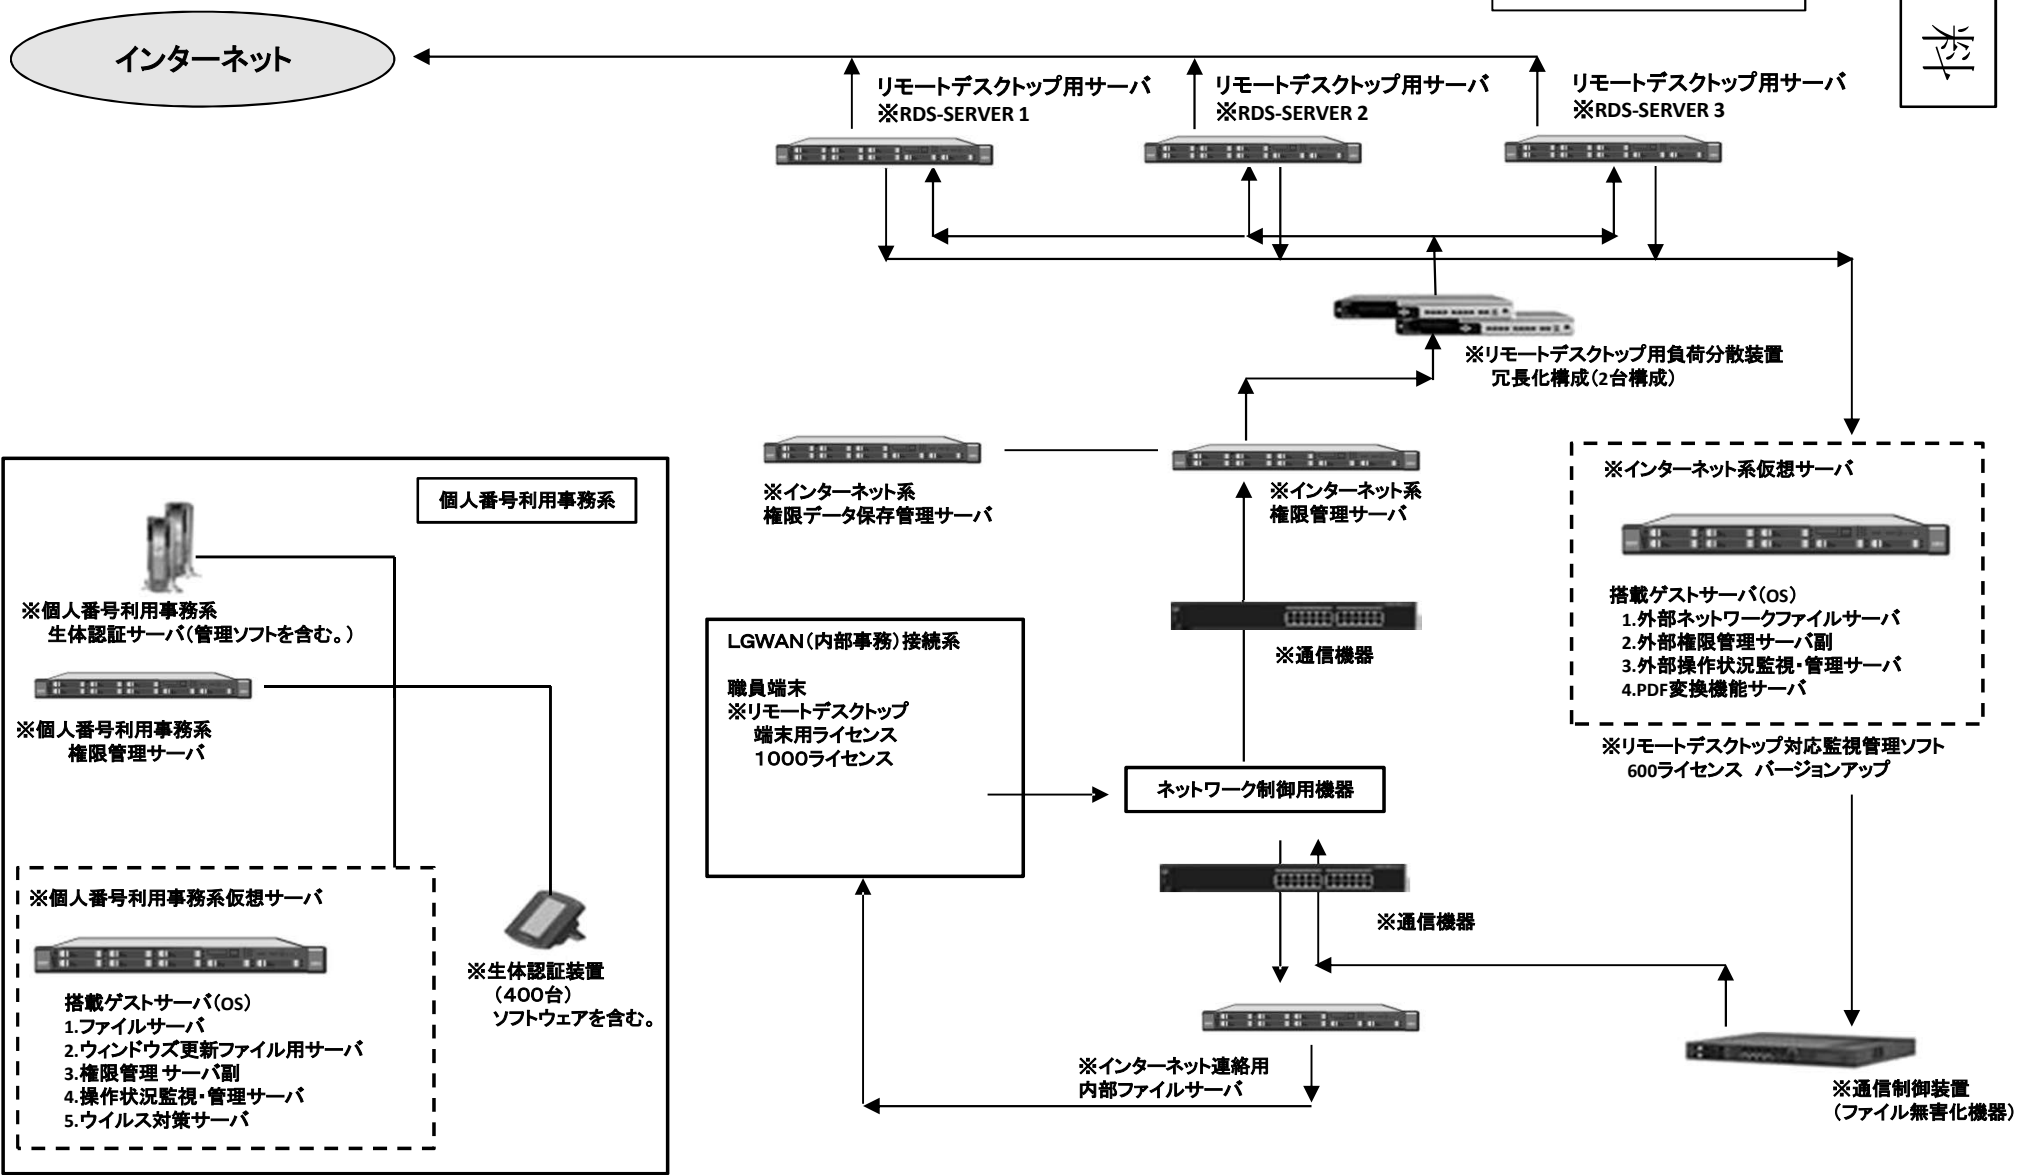 インターネット
リモートデスクトップ用サーバ
※RDS-SERVER 1
リモートデスクトップ用サーバ
※RDS-SERVER 2
リモートデスクトップ用サーバ
※RDS-SERVER 3
※リモートデスクトップ用負荷分散装置
冗長化構成(2台構成)
※インターネット系
権限データ保存管理サーバ
※インターネット系
権限管理サーバ
※インターネット系仮想サーバ
搭載ゲストサーバ(OS)
1.外部ネットワークファイルサーバ
2.外部権限管理サーバ副
3.外部操作状況監視・管理サーバ
4.PDF変換機能サーバ
※リモートデスクトップ対応監視管理ソフト
600ライセンス バージョンアップ
個人番号利用事務系
※個人番号利用事務系
生体認証サーバ(管理ソフトを含む。)
※個人番号利用事務系
権限管理サーバ
※個人番号利用事務系仮想サーバ
搭載ゲストサーバ(OS)
1.ファイルサーバ
2.ウィンドウズ更新ファイル用サーバ
3.権限管理 サーバ副
4.操作状況監視・管理サーバ
5.ウイルス対策サーバ
※生体認証装置
(400台)
ソフトウェアを含む。
LGWAN(内部事務)接続系
職員端末
※リモートデスクトップ
端末用ライセンス
1000ライセンス
※通信機器
ネットワーク制御用機器
※通信機器
※インターネット連絡用
内部ファイルサーバ
※通信制御装置
(ファイル無害化機器)